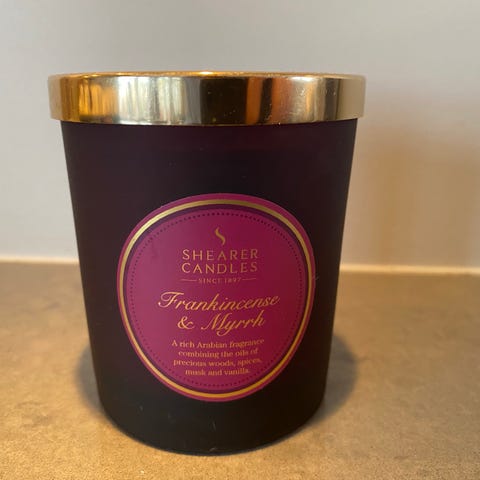 SHEARER
CANDLES
SINCE 1897
Frankincense
& Myrrh
A rich Arabian fragrance
combining the oils of
precious woods, spices,
musk and vanilla.